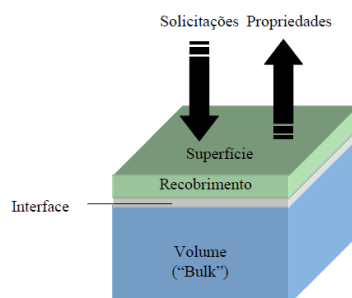 Solicitações Propriedades
Superfície
Recobrimento
Interface
Volume
(“Bulk”)